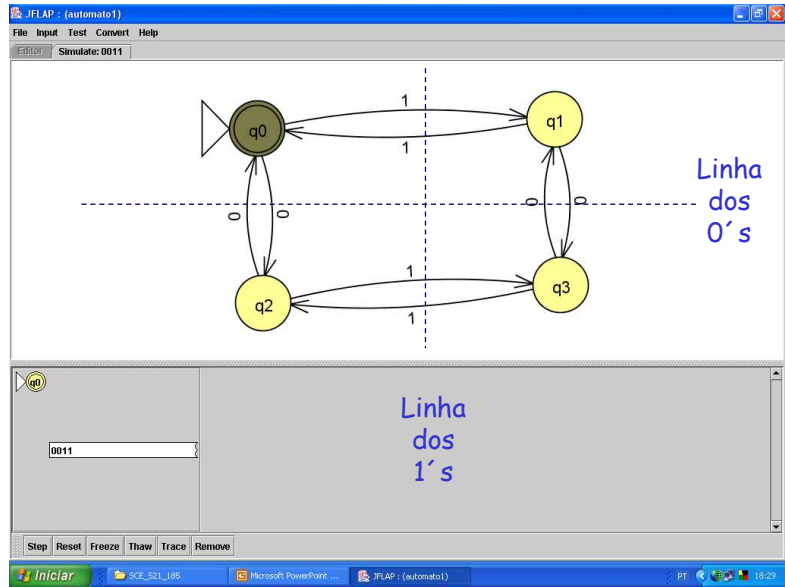 JFLAP : (automato1)
File Input Test Convert Help
Editor Simulate: 0011
1
q0
q1
1
Linha
dos
0´s
0
0
0
0
1
q3
q2
1
q0
Linha
dos
1´s
0011
Step Reset Freeze Thaw Trace Remove
Iniciar SCE_521_185 Microsoft PowerPoint ... JFLAP : (automato1) PT 18:29